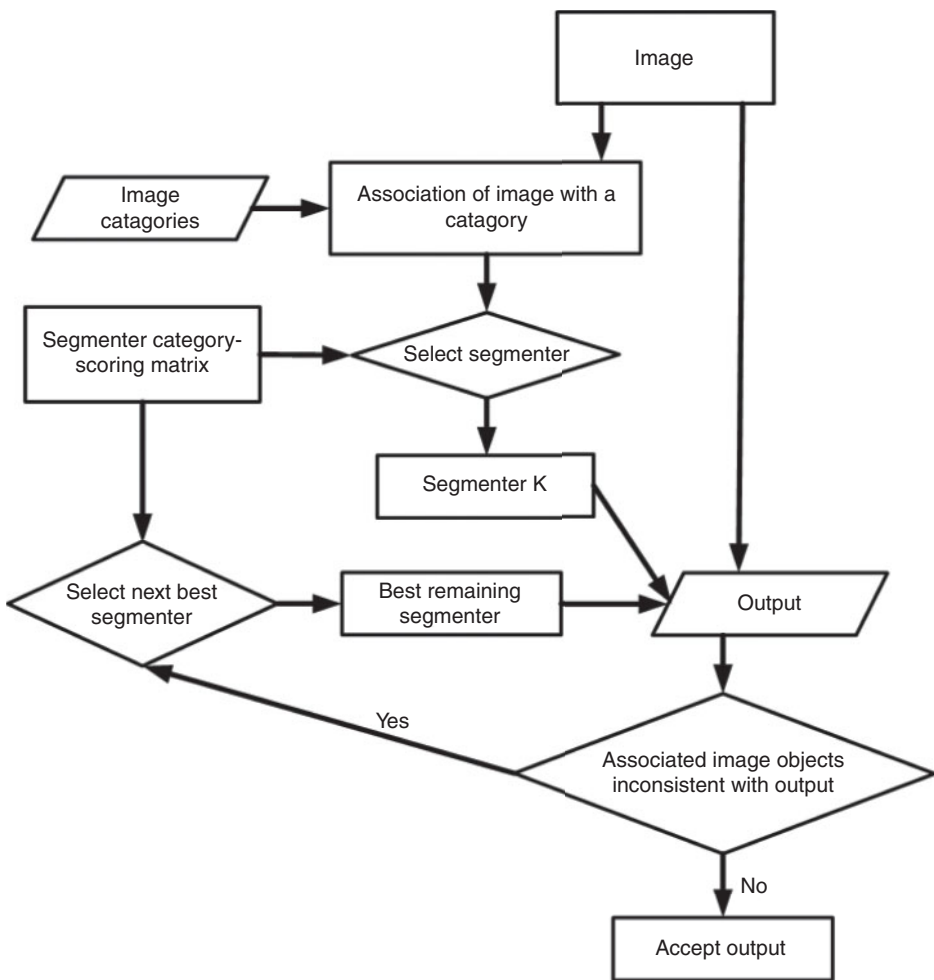 Image
Image
catagories
Association of image with a
catagory
Segmenter category-
scoring matrix
Select segmenter
Segmenter K
Select next best
segmenter
Best remaining
segmenter
Output
Yes
Associated image objects
inconsistent with output
No
Accept output